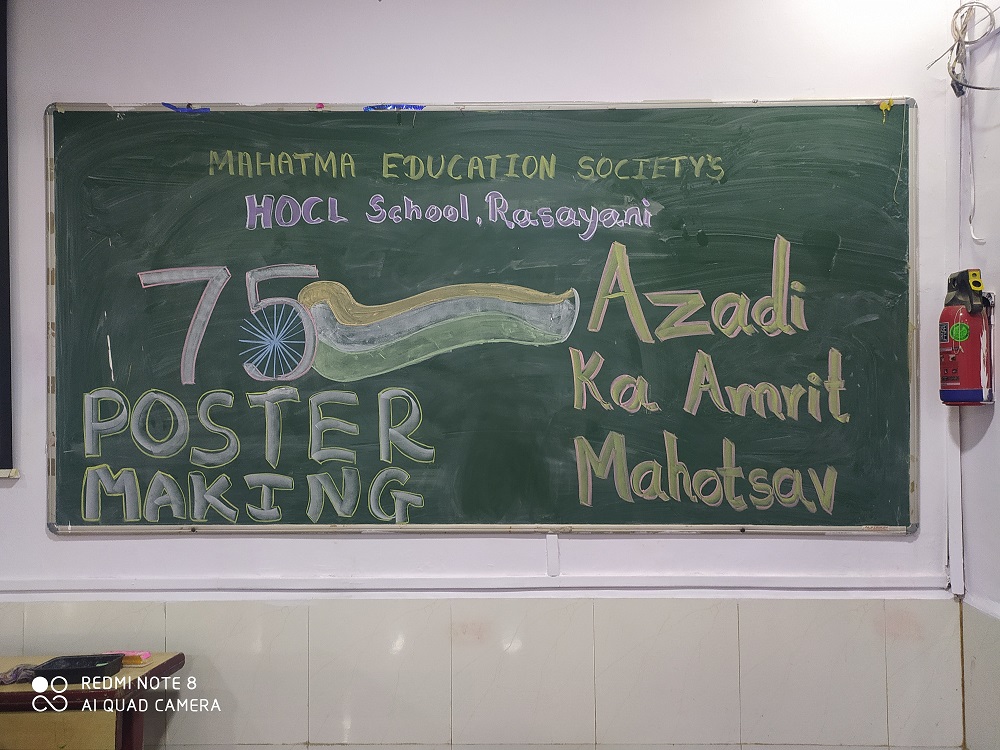 MAHATMA EDUCATION SOCIETY'S
HOCL School, Rasayani
75
Azadi
Ka Amrit
Mahotsav
POSTER
MAKING
REDMI NOTE 8
AI QUAD CAMERA